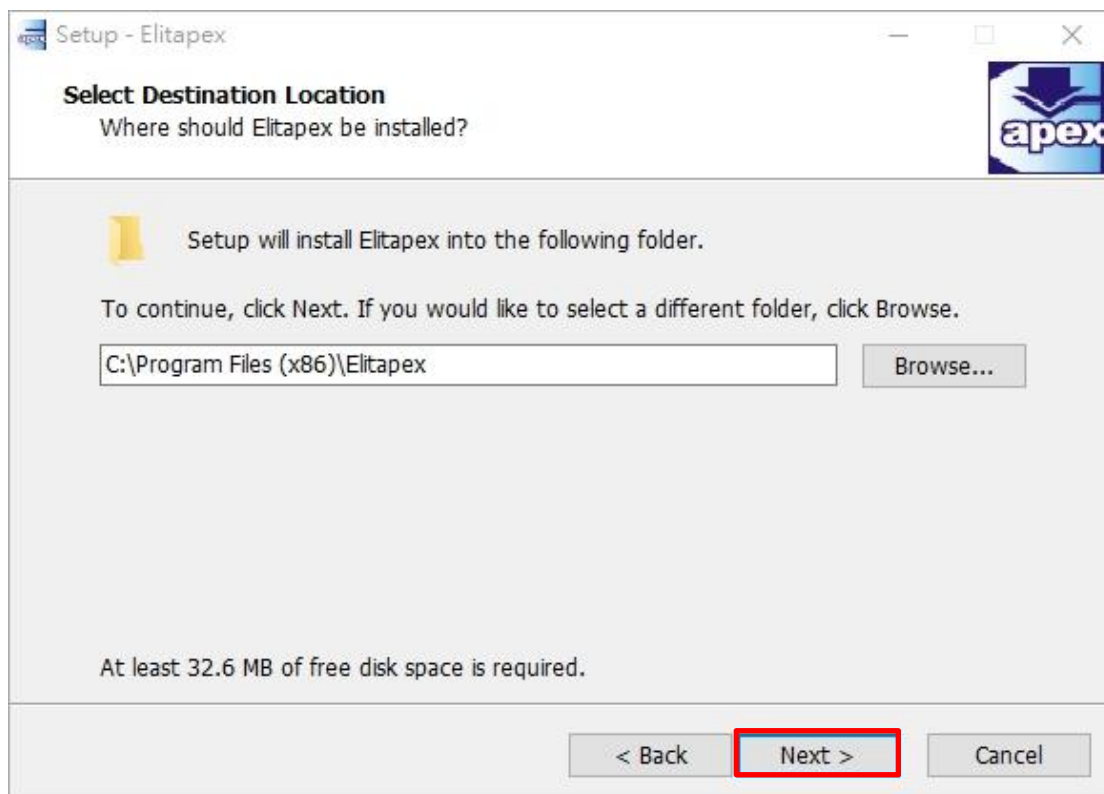 Setup - Elitapex
Select Destination Location
Where should Elitapex be installed?
apex
Setup will install Elitapex into the following folder.
To continue, click Next. If you would like to select a different folder, click Browse.
C:\Program Files (x86)\Elitapex
Browse...
At least 32.6 MB of free disk space is required.
< Back Next > Cancel